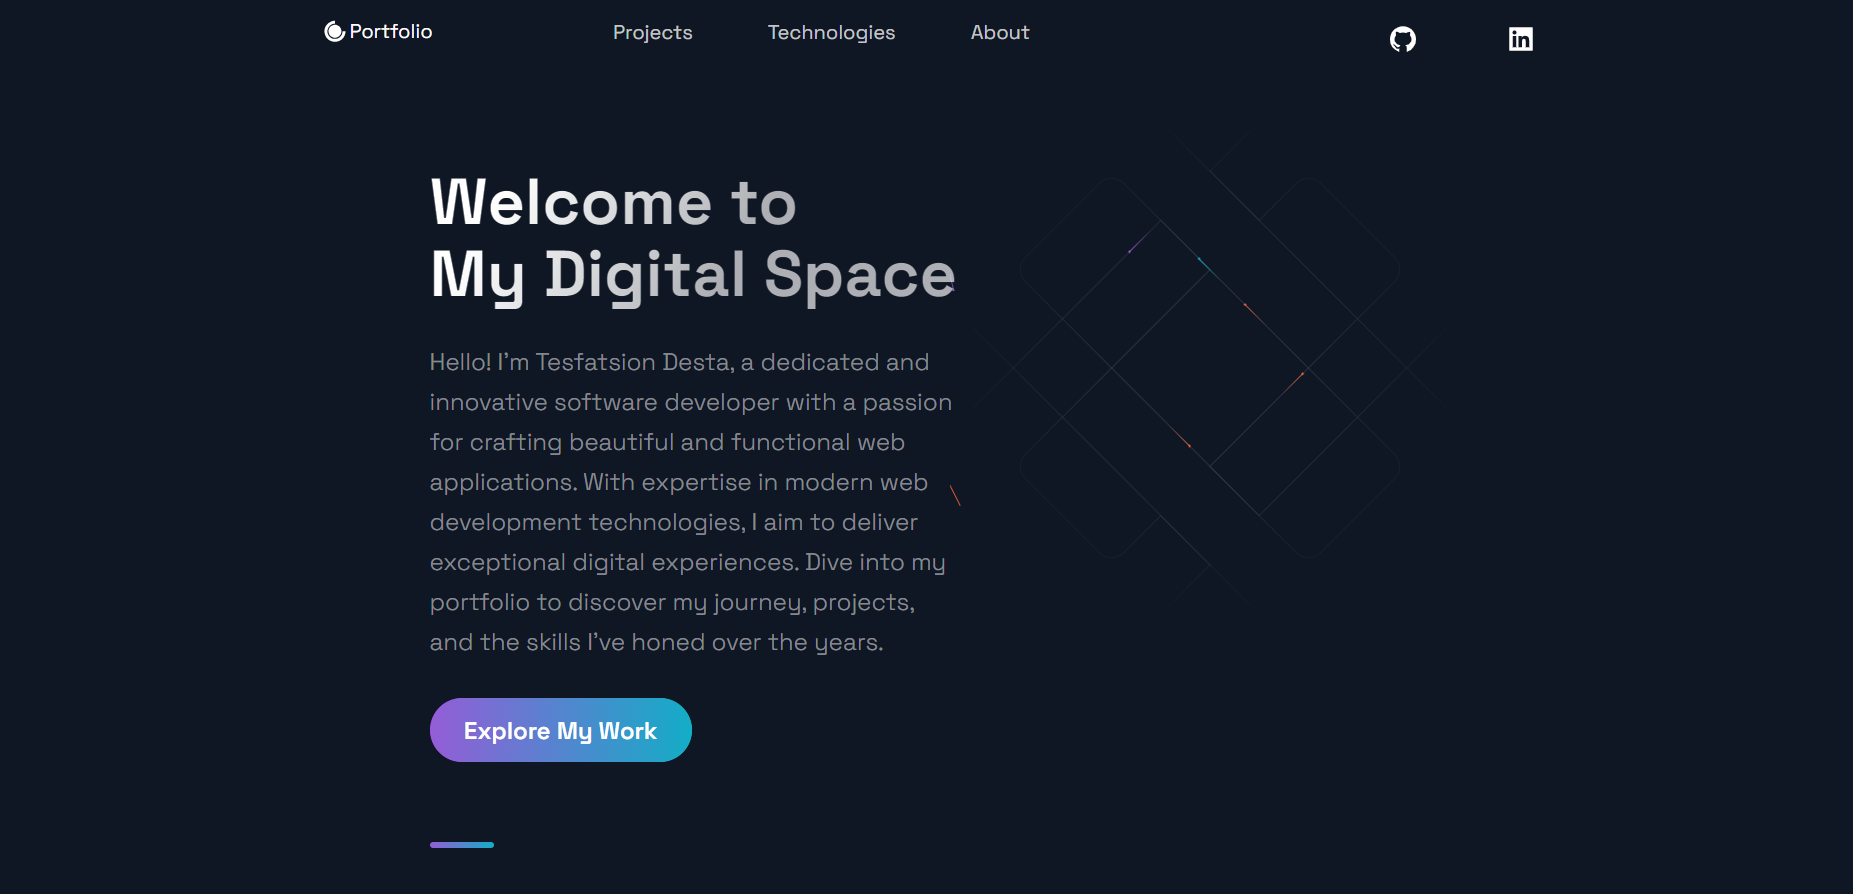 Portfolio
Projects
Technologies
About
Welcome to
My Digital Space
Hello! I’m Tesfatsion Desta, a dedicated and
innovative software developer with a passion
for crafting beautiful and functional web
applications. With expertise in modern web
development technologies, I aim to deliver
exceptional digital experiences. Dive into my
portfolio to discover my journey, projects,
and the skills I’ve honed over the years.
Explore My Work